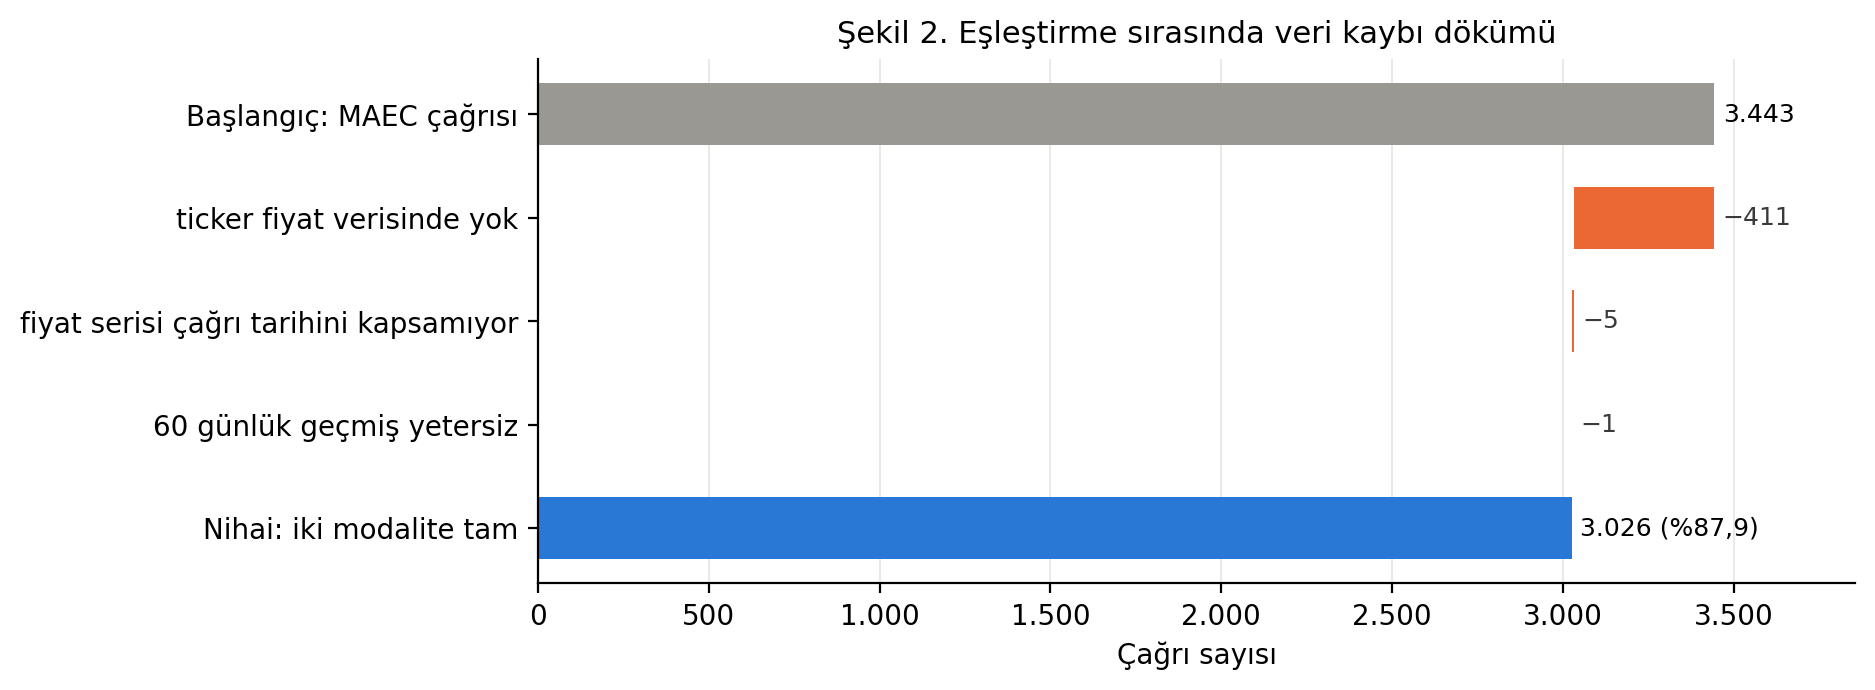 Şekil 2. Eşleştirme sırasında veri kaybı dökümü
Başlangıç: MAEC çağrısı
3.443
ticker fiyat verisinde yok
−411
fiyat serisi çağrı tarihini kapsamıyor
−5
60 günlük geçmiş yetersiz
−1
Nihai: iki modalite tam
3.026 (%87,9)
0 500 1.000 1.500 2.000 2.500 3.000 3.500
Çağrı sayısı